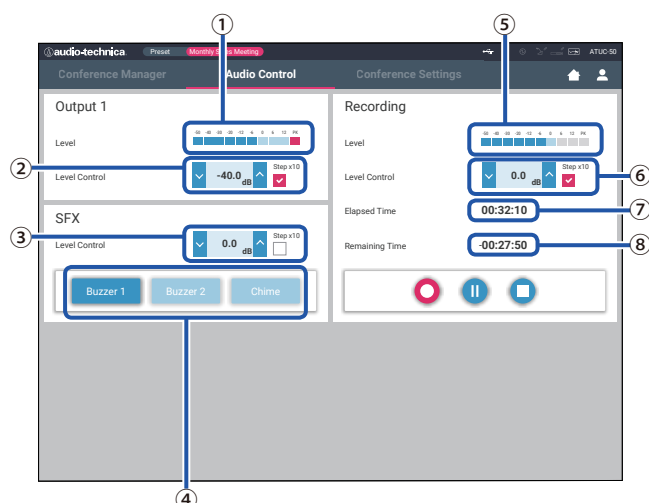 ① ⑤
audio-technica. Preset Monthly Sales Meeting ATUC-50
Conference Manager Audio Control Conference Settings
Output 1
Level -50 -40 -30 -20 -12 -6 0 6 12 PK
② Level Control -40.0 dB Step x10
SFX
③ Level Control 0.0 dB Step x10
Buzzer 1 Buzzer 2 Chime
④
Recording
Level -50 -40 -30 -20 -12 -6 0 6 12 PK
Level Control 0.0 dB Step x10 ⑥
Elapsed Time 00:32:10 ⑦
Remaining Time -00:27:50 ⑧